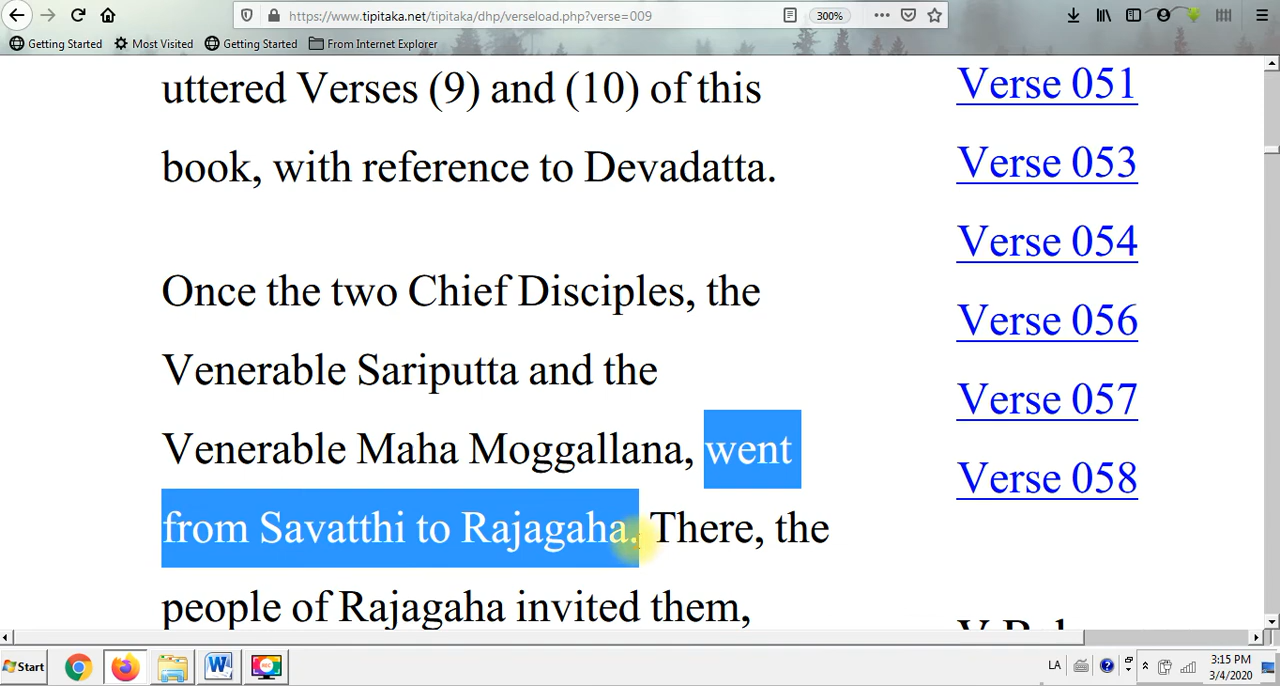 https://www.tipitaka.net/tipitaka/dhp/verseload.php?verse=009
300%
Getting Started
Most Visited
Getting Started
From Internet Explorer
uttered Verses (9) and (10) of this
book, with reference to Devadatta.
Once the two Chief Disciples, the
Venerable Sariputta and the
Venerable Maha Moggallana, went
from Savatthi to Rajagaha. There, the
people of Rajagaha invited them,
Verse 051
Verse 053
Verse 054
Verse 056
Verse 057
Verse 058
Start
LA
3:15 PM
3/4/2020